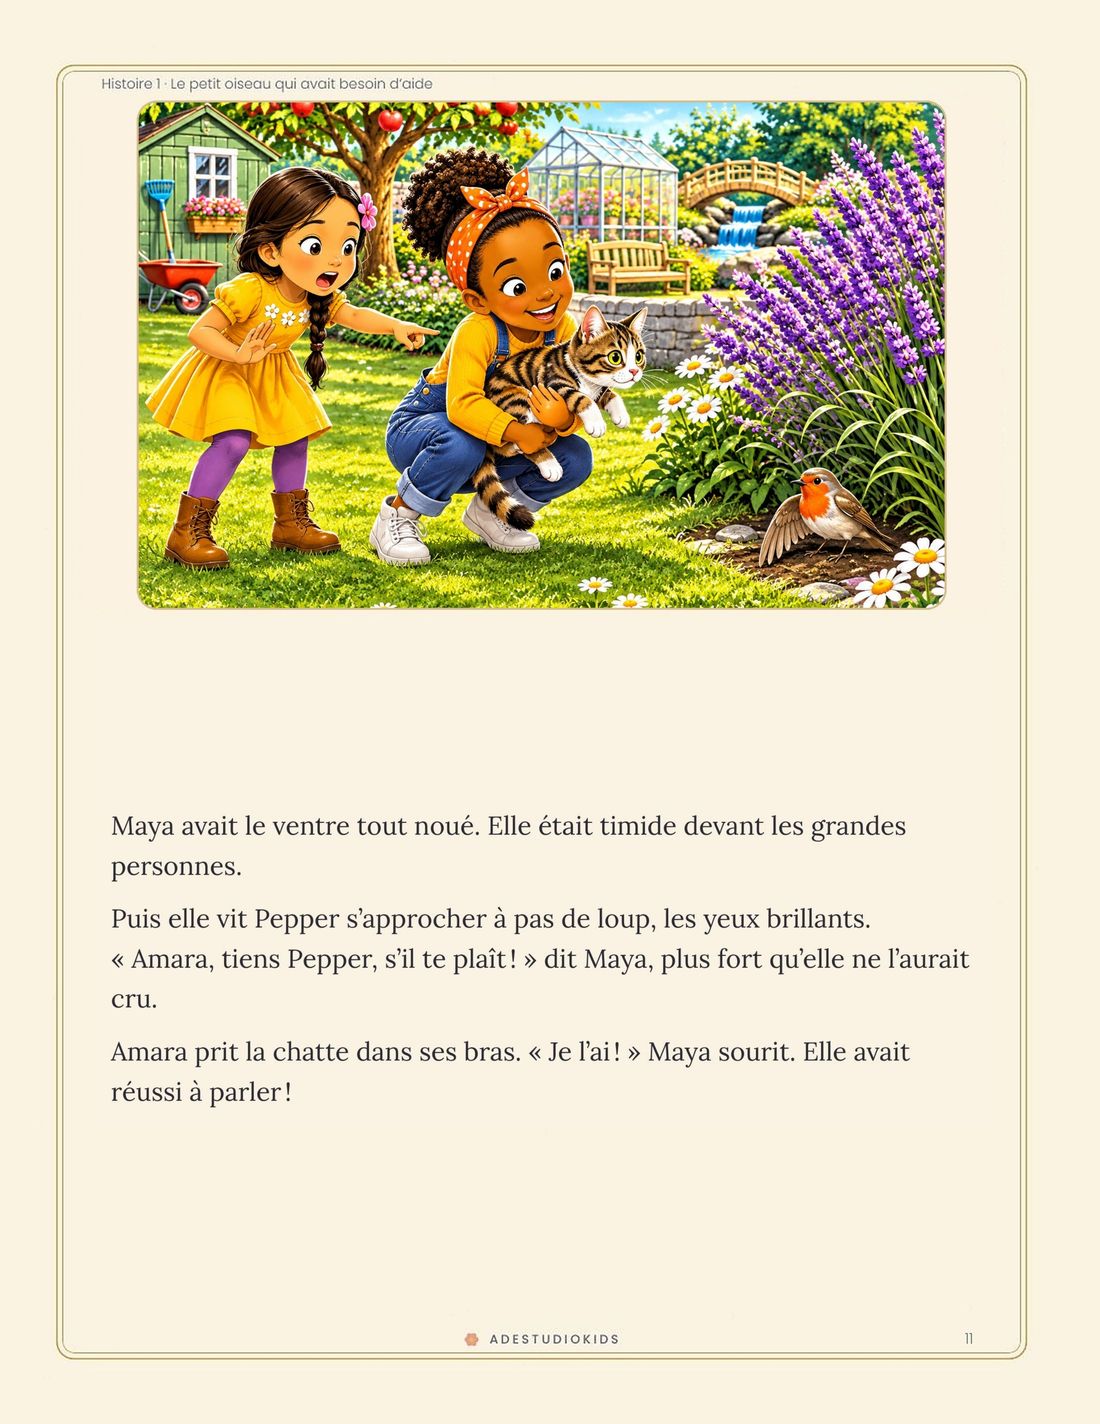 Histoire 1 · Le petit oiseau qui avait besoin d’aide
Maya avait le ventre tout noué. Elle était timide devant les grandes
personnes.
Puis elle vit Pepper s’approcher à pas de loup, les yeux brillants.
« Amara, tiens Pepper, s’il te plaît ! » dit Maya, plus fort qu’elle ne l’aurait
cru.
Amara prit la chatte dans ses bras. « Je l’ai ! » Maya sourit. Elle avait
réussi à parler !
ADESTUDIOKIDS
11